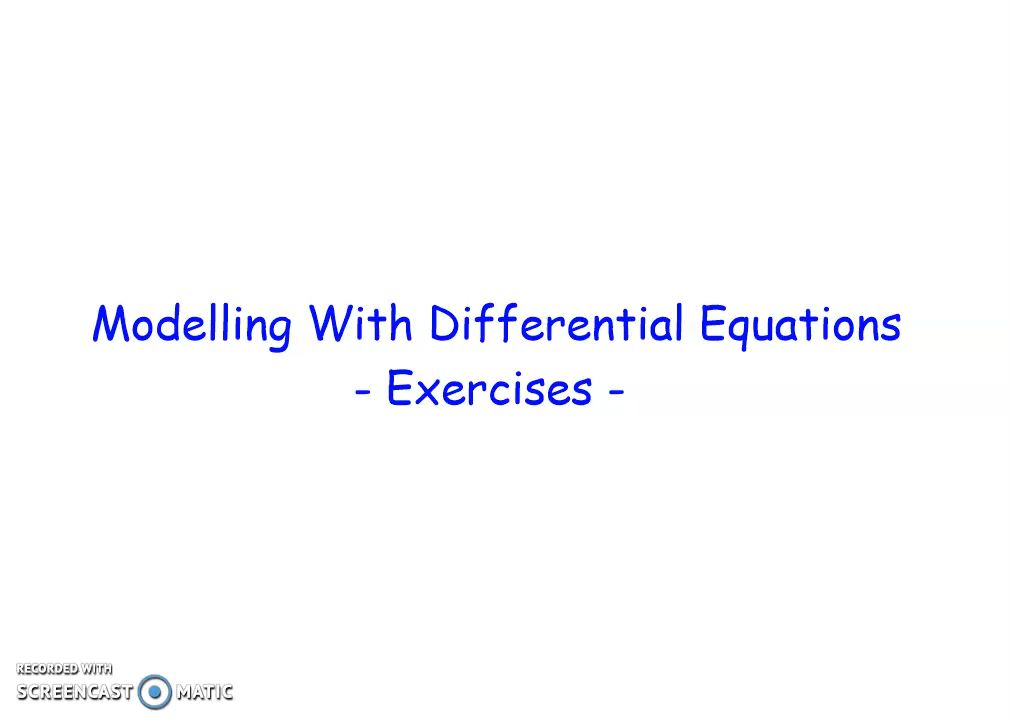 Modelling With Differential Equations
- Exercises -
RECORDED WITH
SCREENCAST MATIC